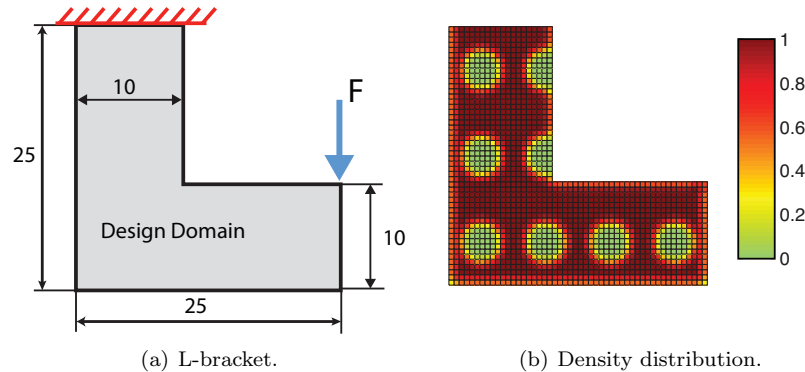 F
10
25
Design Domain
10
25
1
0.8
0.6
0.4
0.2
0
(a) L-bracket.
(b) Density distribution.